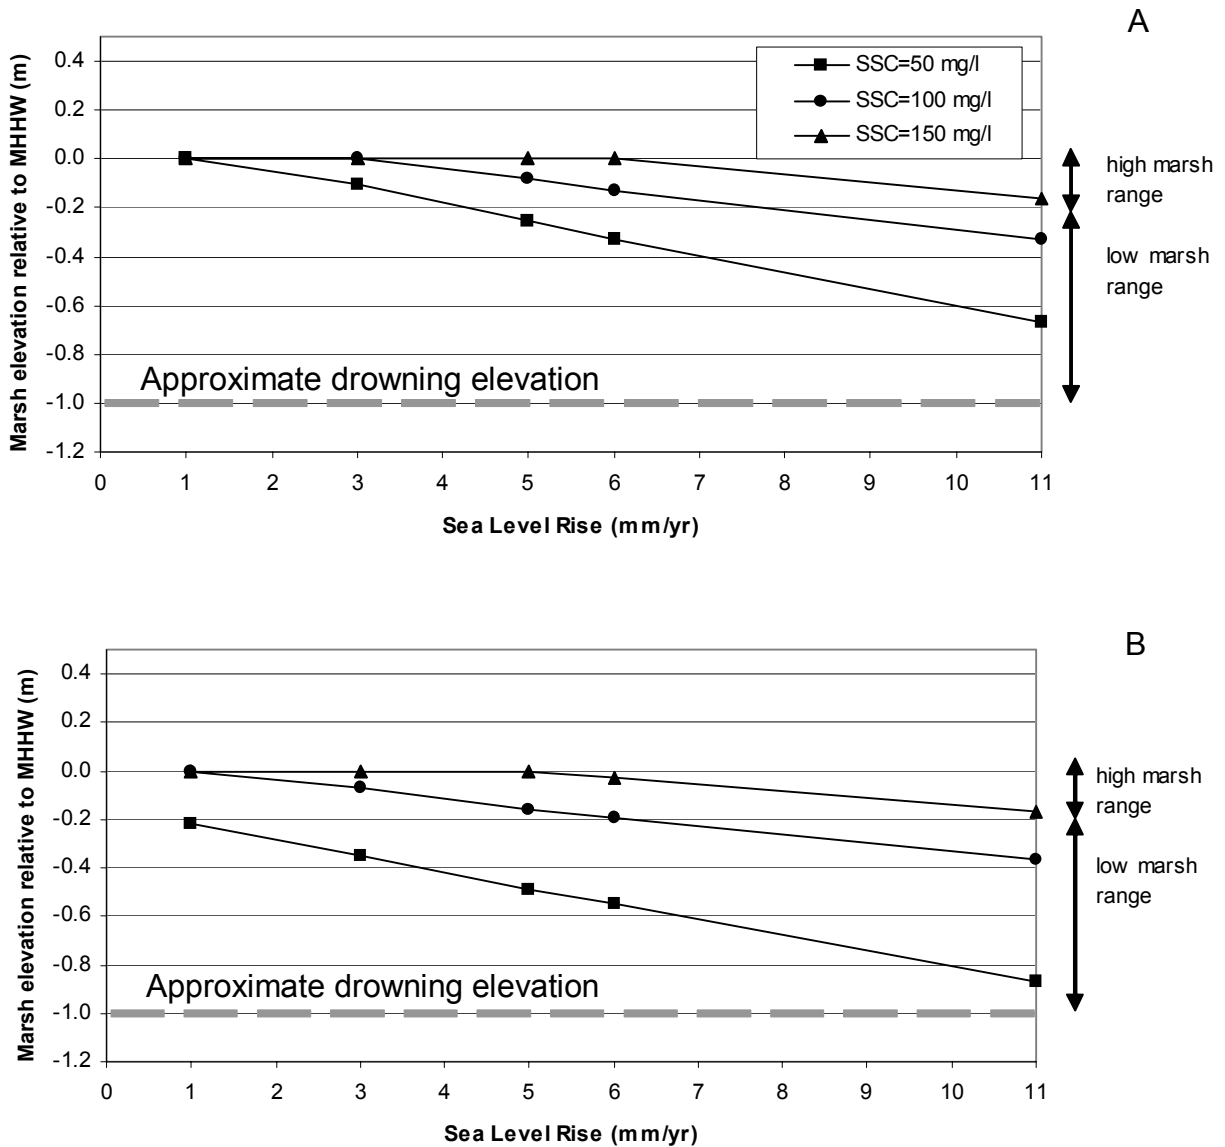 A
Marsh elevation relative to MHHW (m)
0.4
0.2
0.0
-0.2
-0.4
-0.6
-0.8
-1.0
-1.2
SSC=50 mg/l
SSC=100 mg/l
SSC=150 mg/l
high marsh
range
low marsh
range
Approximate drowning elevation
0 1 2 3 4 5 6 7 8 9 10 11
Sea Level Rise (mm/yr)
B
Marsh elevation relative to MHHW (m)
0.4
0.2
0.0
-0.2
-0.4
-0.6
-0.8
-1.0
-1.2
high marsh
range
low marsh
range
Approximate drowning elevation
0 1 2 3 4 5 6 7 8 9 10 11
Sea Level Rise (mm/yr)